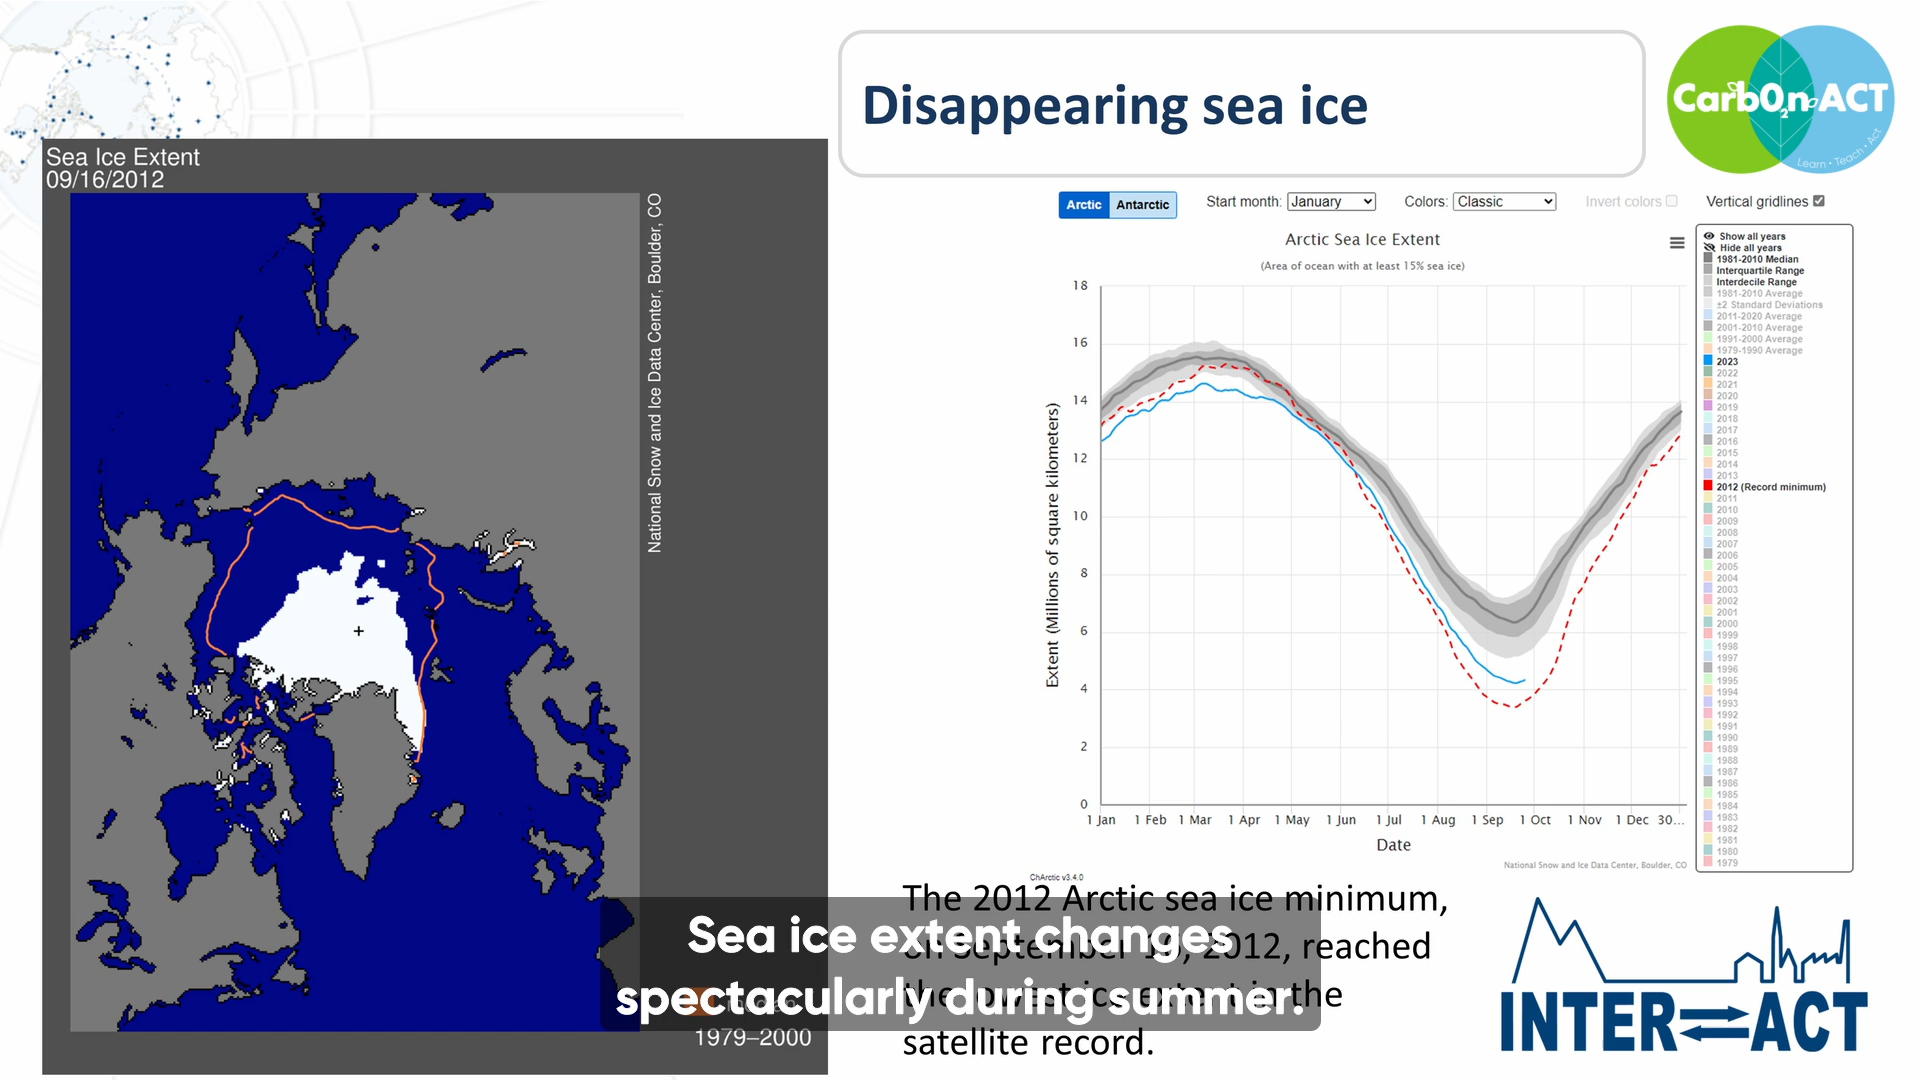 Disappearing sea ice
Carb0n ACT
2
Learn • Teach • Act
Sea Ice Extent
09/16/2012
National Snow and Ice Data Center, Boulder, CO
1979–2000
Arctic
Antarctic
Start month: January
Colors: Classic
Invert colors
Vertical gridlines
Arctic Sea Ice Extent
(Area of ocean with at least 15% sea ice)
Extent (Millions of square kilometers)
18
16
14
12
10
8
6
4
2
0
1 Jan 1 Feb 1 Mar 1 Apr 1 May 1 Jun 1 Jul 1 Aug 1 Sep 1 Oct 1 Nov 1 Dec 30...
Date
National Snow and Ice Data Center, Boulder, CO
ChArctic v3.4.0
Show all years
Hide all years
1981-2010 Median
Interquartile Range
Interdecile Range
1981-2010 Average
±2 Standard Deviations
2011-2020 Average
2001-2010 Average
1991-2000 Average
1979-1990 Average
2023
2022
2021
2020
2019
2018
2017
2016
2015
2014
2013
2012 (Record minimum)
2011
2010
2009
2008
2007
2006
2005
2004
2003
2002
2001
2000
1999
1998
1997
1996
1995
1994
1993
1992
1991
1990
1989
1988
1987
1986
1985
1984
1983
1982
1981
1980
1979
The 2012 Arctic sea ice minimum,
on September 16, 2012, reached
the lowest ice extent in the
satellite record.
Sea ice extent changes
spectacularly during summer.
INTER ACT